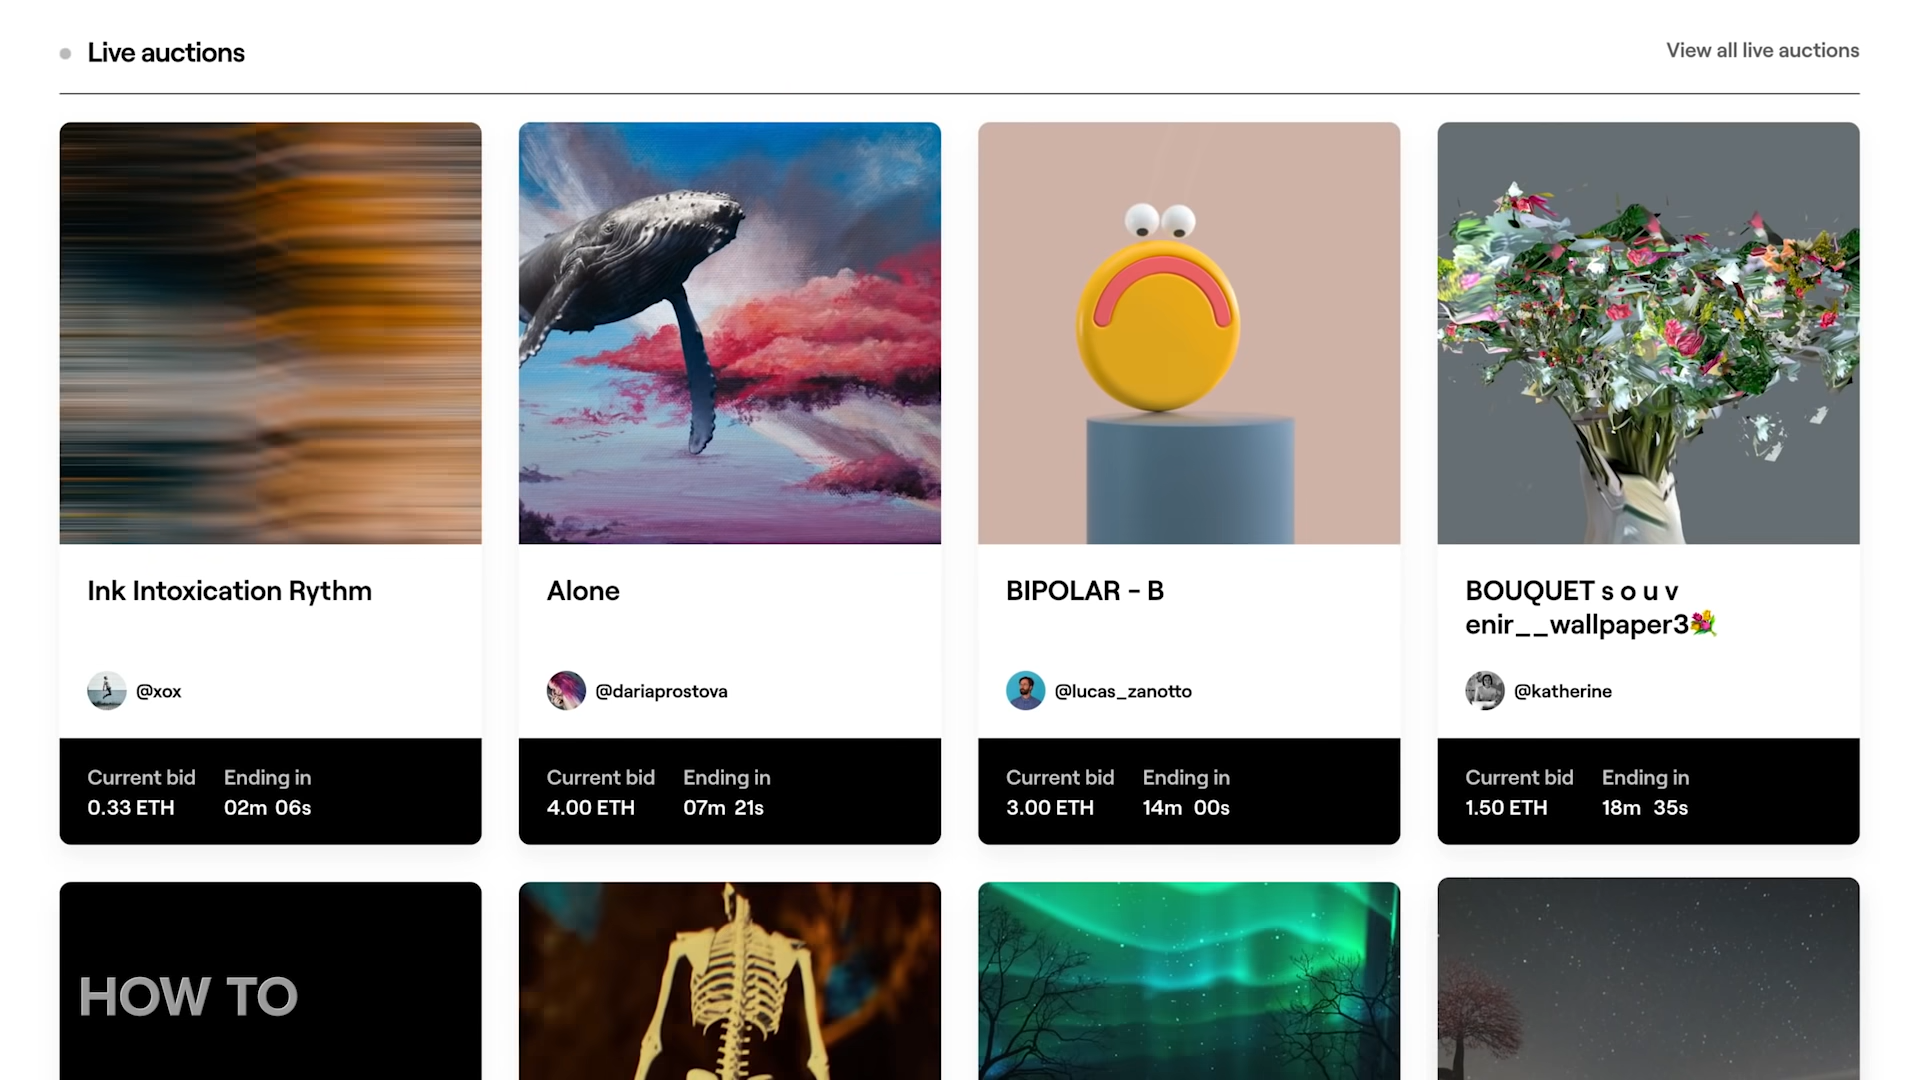 Live auctions
View all live auctions
Ink Intoxication Rythm
@xox
Current bid
Ending in
0.33 ETH
02m 06s
Alone
@dariaprostova
Current bid
Ending in
4.00 ETH
07m 21s
BIPOLAR - B
@lucas_zanotto
Current bid
Ending in
3.00 ETH
14m 00s
BOUQUET s o u v
enir__wallpaper3💐
@katherine
Current bid
Ending in
1.50 ETH
18m 35s
HOW TO